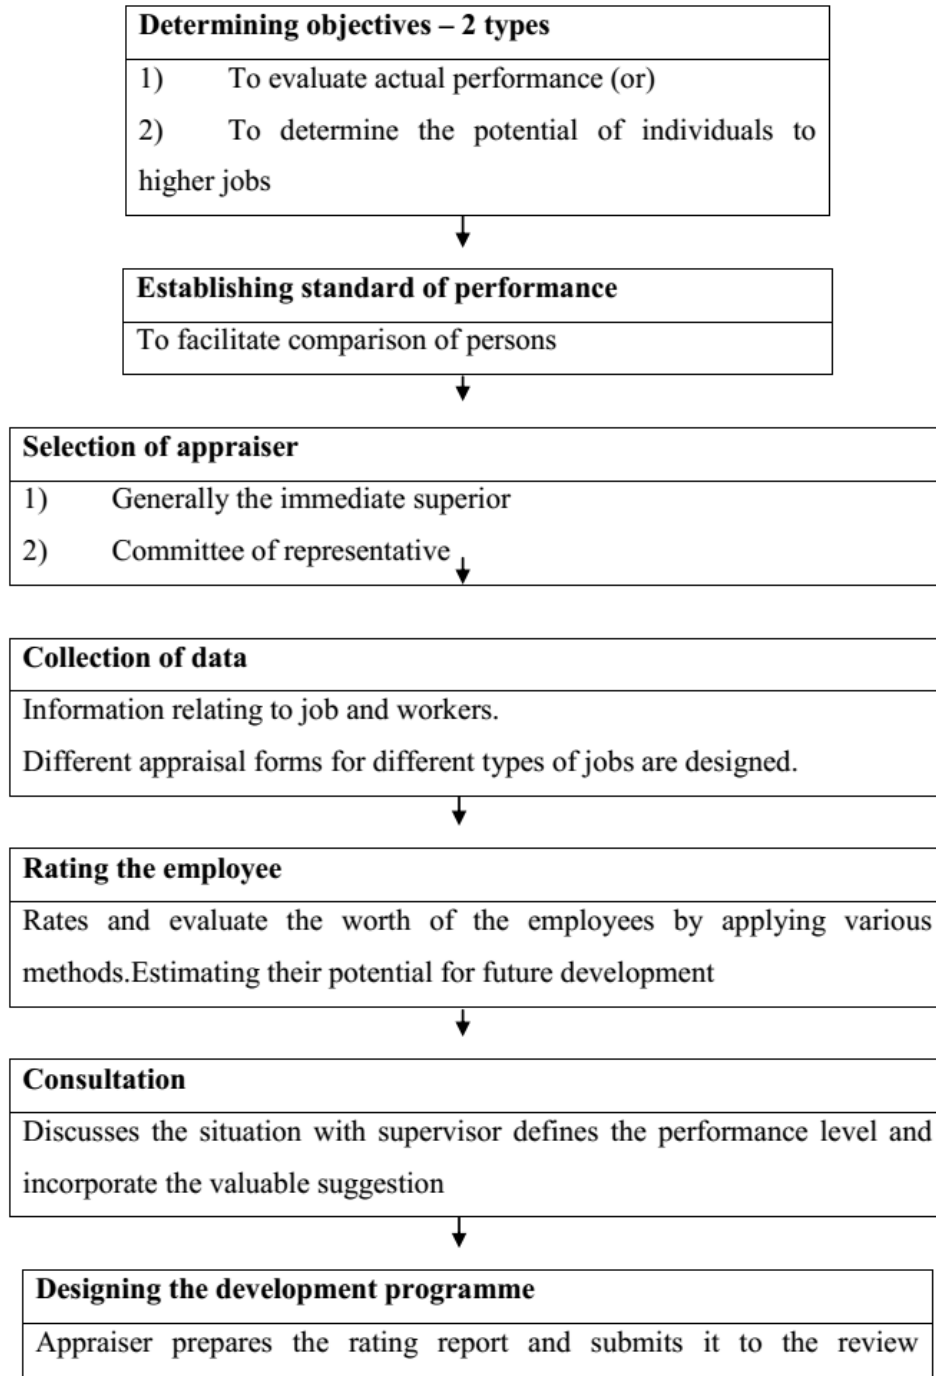 Determining objectives – 2 types
1) To evaluate actual performance (or)
2) To determine the potential of individuals to
higher jobs
Establishing standard of performance
To facilitate comparison of persons
Selection of appraiser
1) Generally the immediate superior
2) Committee of representative
Collection of data
Information relating to job and workers.
Different appraisal forms for different types of jobs are designed.
Rating the employee
Rates and evaluate the worth of the employees by applying various
methods.Estimating their potential for future development
Consultation
Discusses the situation with supervisor defines the performance level and
incorporate the valuable suggestion
Designing the development programme
Appraiser prepares the rating report and submits it to the review